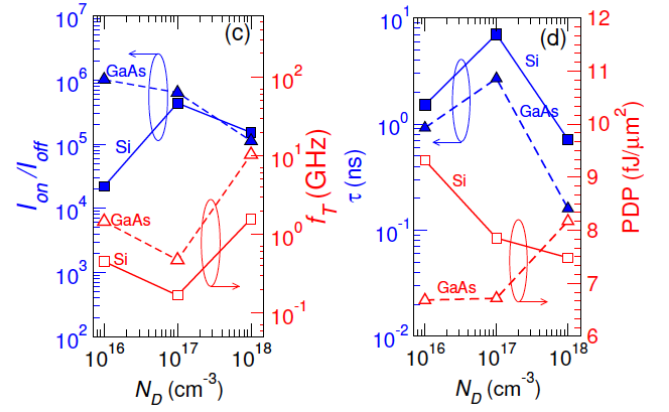 (c)
GaAs
Si
GaAs
Si
I_on/I_off
10^7
10^6
10^5
10^4
10^3
10^2
10^16
10^17
10^18
N_D (cm^-3)
10^2
10^1
10^0
10^-1
f_T (GHz)
(d)
Si
GaAs
Si
GaAs
τ (ns)
10^1
10^0
10^-1
10^-2
10^16
10^17
10^18
N_D (cm^-3)
12
11
10
9
8
7
6
PDP (fJ/μm^2)